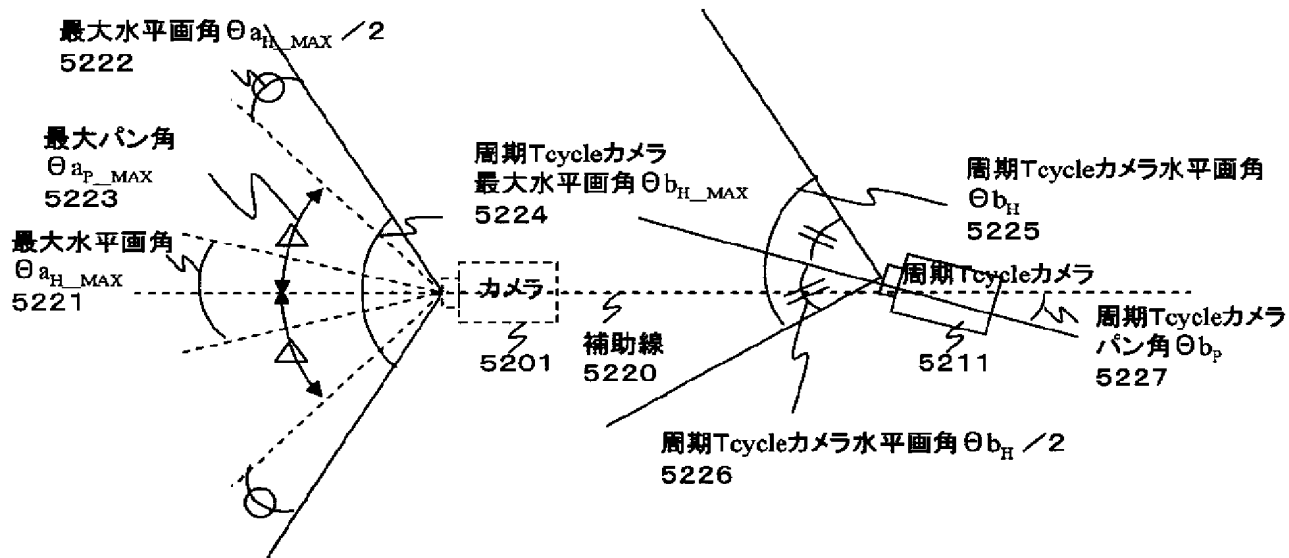 最大水平画角Θa_H_MAX／2
5222
最大パン角
Θa_P_MAX
5223
最大水平画角
Θa_H_MAX
5221
周期Tcycleカメラ
最大水平画角Θb_H_MAX
5224
カメラ
5201
補助線
5220
周期Tcycleカメラ水平画角
Θb_H
5225
周期Tcycleカメラ
5211
周期Tcycleカメラ
パン角Θb_P
5227
周期Tcycleカメラ水平画角Θb_H／2
5226